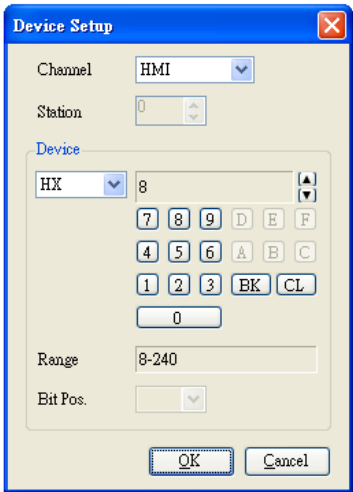 Device Setup
Channel HMI
Station 0
Device
HX 8
7 8 9 D E F
4 5 6 A B C
1 2 3 BK CL
0
Range 8-240
Bit Pos.
OK Cancel